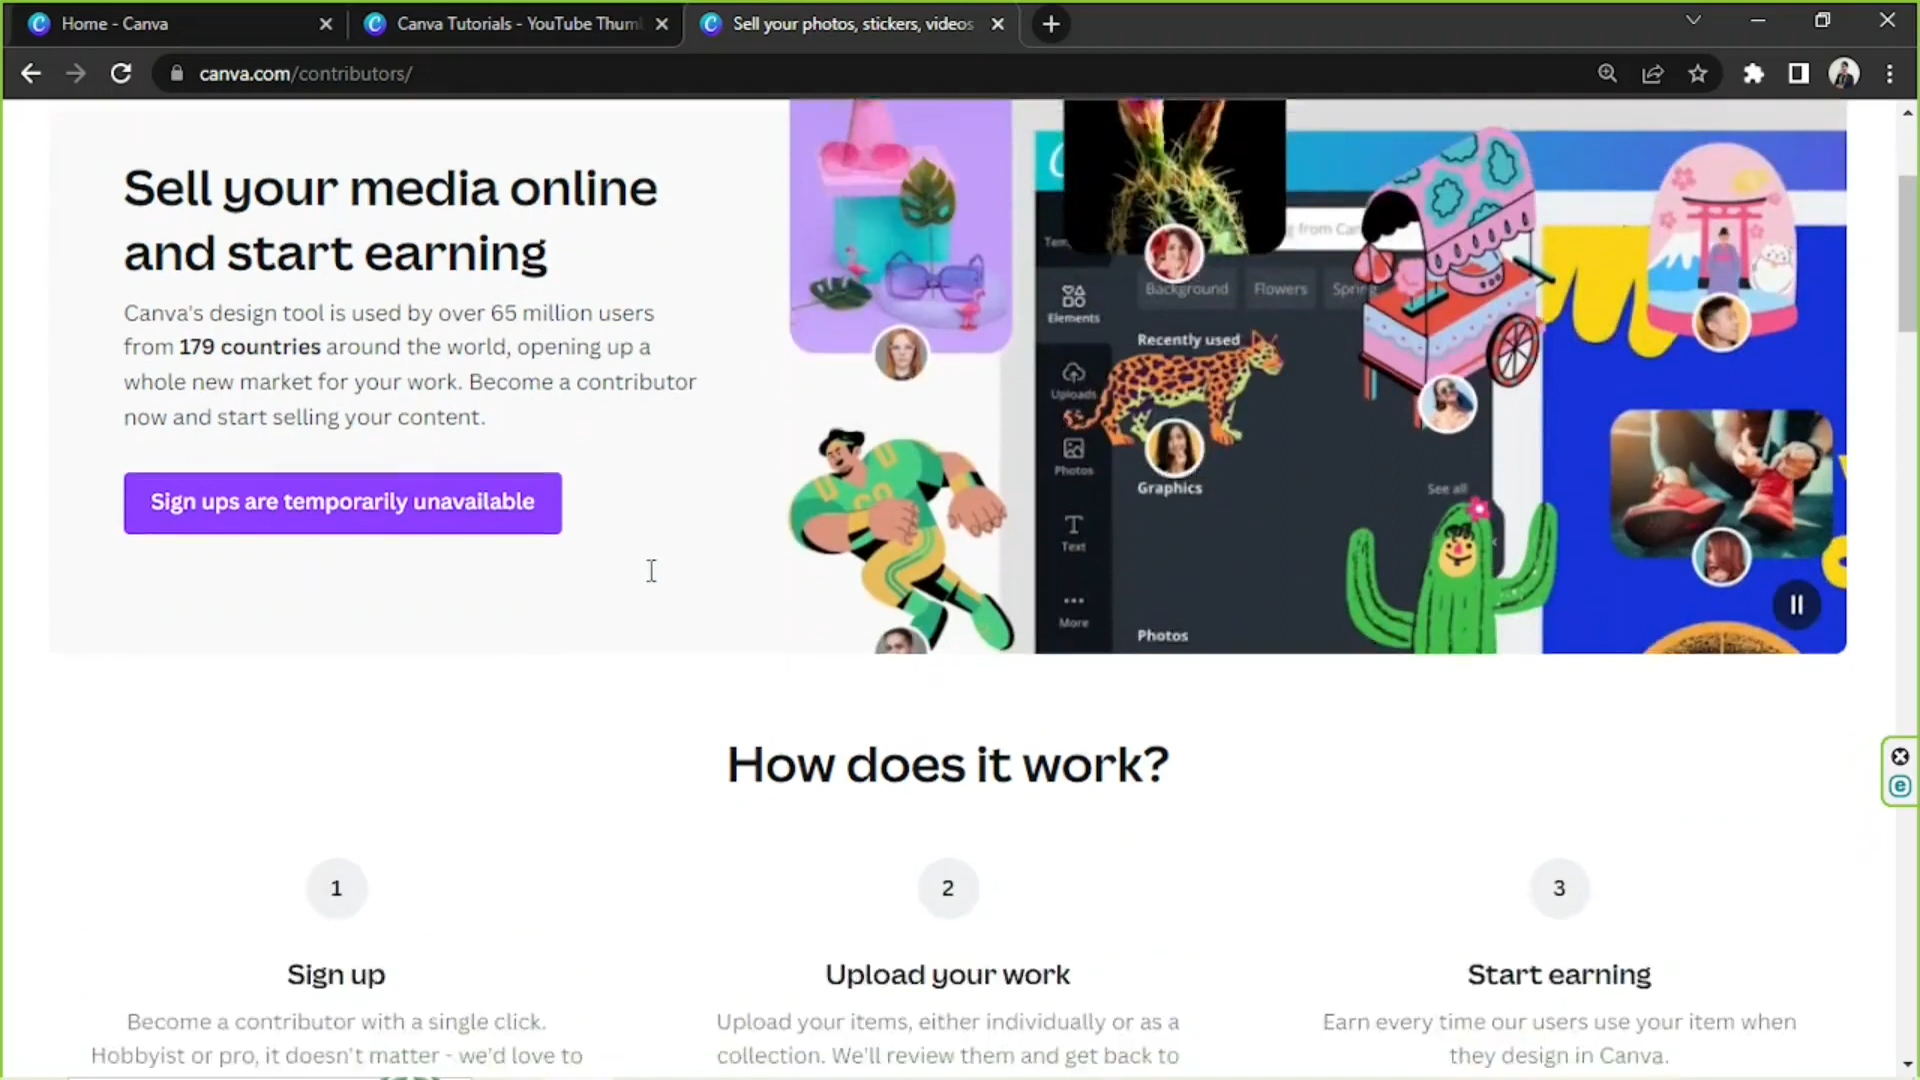 Home - Canva
Canva Tutorials - YouTube Thum
Sell your photos, stickers, videos
canva.com/contributors/
Sell your media online
and start earning
Canva's design tool is used by over 65 million users
from 179 countries around the world, opening up a
whole new market for your work. Become a contributor
now and start selling your content.
Sign ups are temporarily unavailable
from Can
Elements
Background
Flowers
Spring
Recently used
Uploads
Photos
Graphics
See all
Text
More
Photos
How does it work?
1
2
3
Sign up
Upload your work
Start earning
Become a contributor with a single click.
Hobbyist or pro, it doesn't matter - we'd love to
Upload your items, either individually or as a
collection. We'll review them and get back to
Earn every time our users use your item when
they design in Canva.